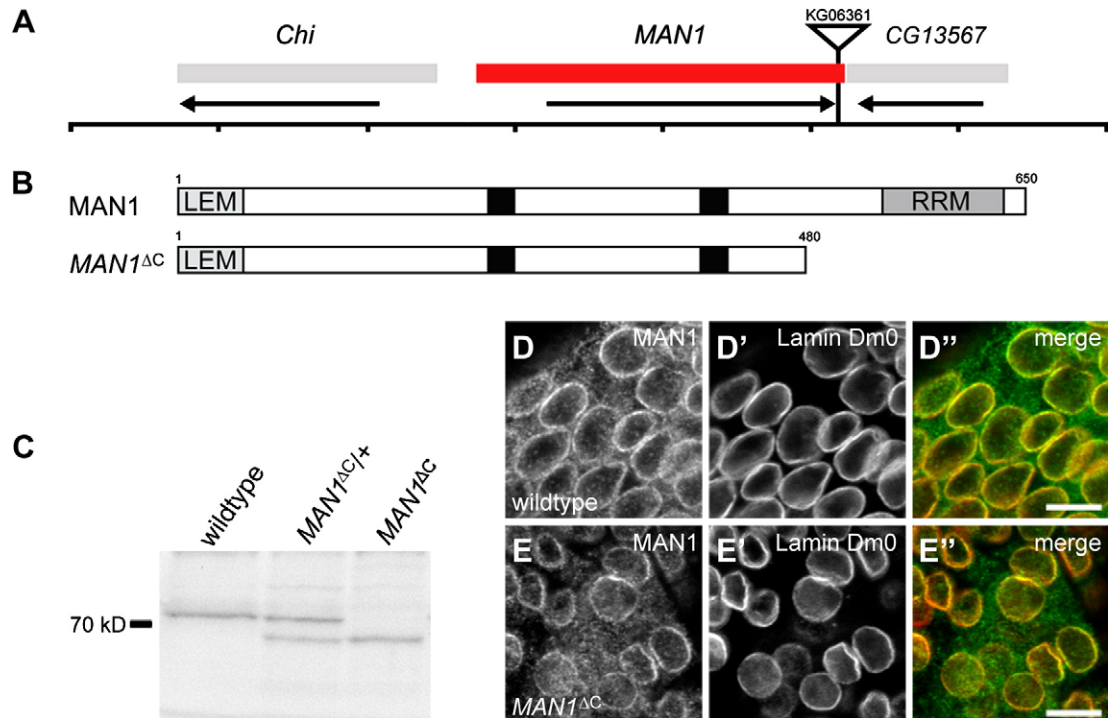 A
Chi
MAN1
KG06361
CG13567
B
1
650
MAN1
LEM
RRM
1
480
MAN1ΔC
LEM
C
wildtype
MAN1ΔC/+
MAN1ΔC
70 kD
D
MAN1
wildtype
D'
Lamin Dm0
D''
merge
E
MAN1
MAN1ΔC
E'
Lamin Dm0
E''
merge